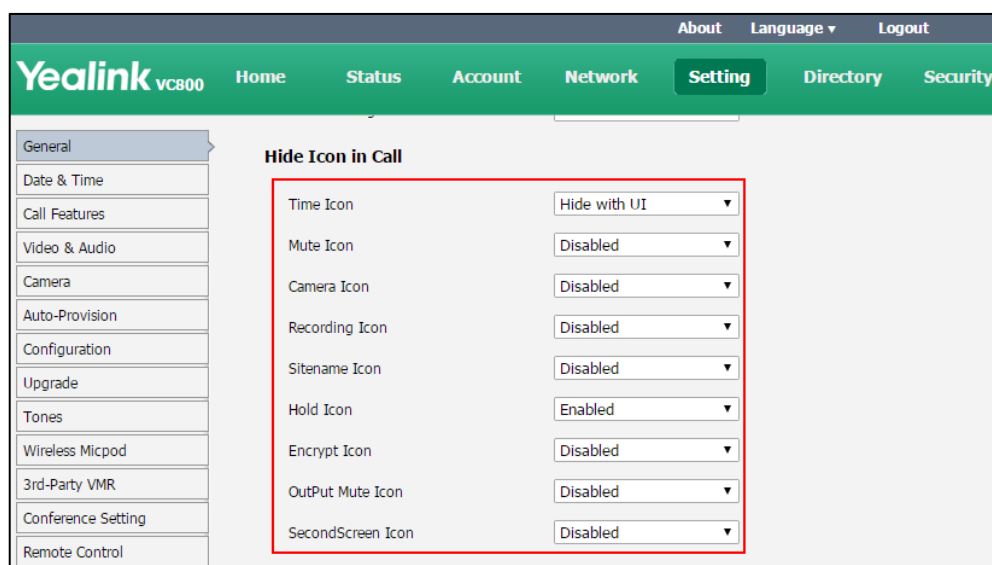 About Language ▾ Logout
Yealink VC800 Home Status Account Network Setting Directory Security
General
Date & Time
Call Features
Video & Audio
Camera
Auto-Provision
Configuration
Upgrade
Tones
Wireless Micpod
3rd-Party VMR
Conference Setting
Remote Control
Hide Icon in Call
Time Icon Hide with UI
Mute Icon Disabled
Camera Icon Disabled
Recording Icon Disabled
Sitename Icon Disabled
Hold Icon Enabled
Encrypt Icon Disabled
OutPut Mute Icon Disabled
SecondScreen Icon Disabled